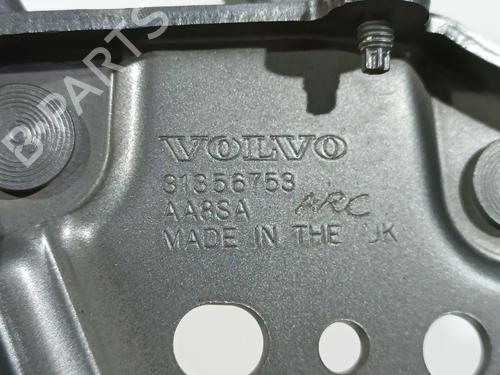 B PARTS
VOLVO
31356753
AA8SA ARC
MADE IN THE UK